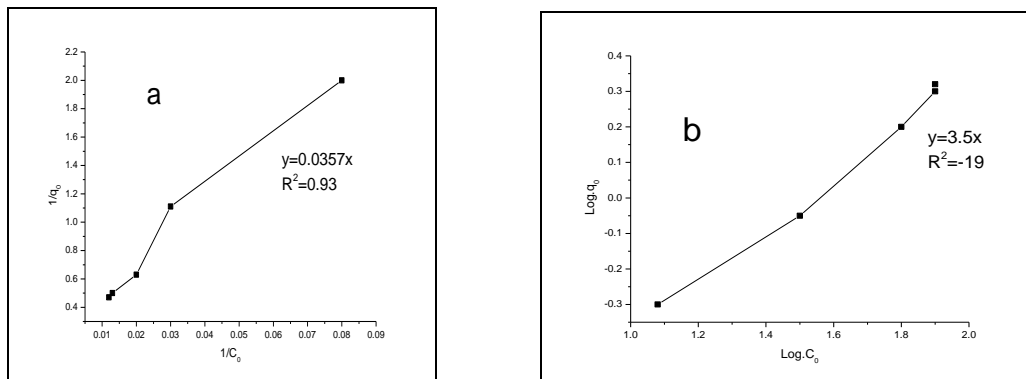 2.2
2.0
1.8
1.6
1.4
1.2
1.0
0.8
0.6
0.4
1/q0
a
y=0.0357x
R2=0.93
0.01 0.02 0.03 0.04 0.05 0.06 0.07 0.08 0.09
1/C0
0.4
0.3
0.2
0.1
0.0
-0.1
-0.2
-0.3
Log.q0
b
y=3.5x
R2=-19
1.0 1.2 1.4 1.6 1.8 2.0
Log.C0